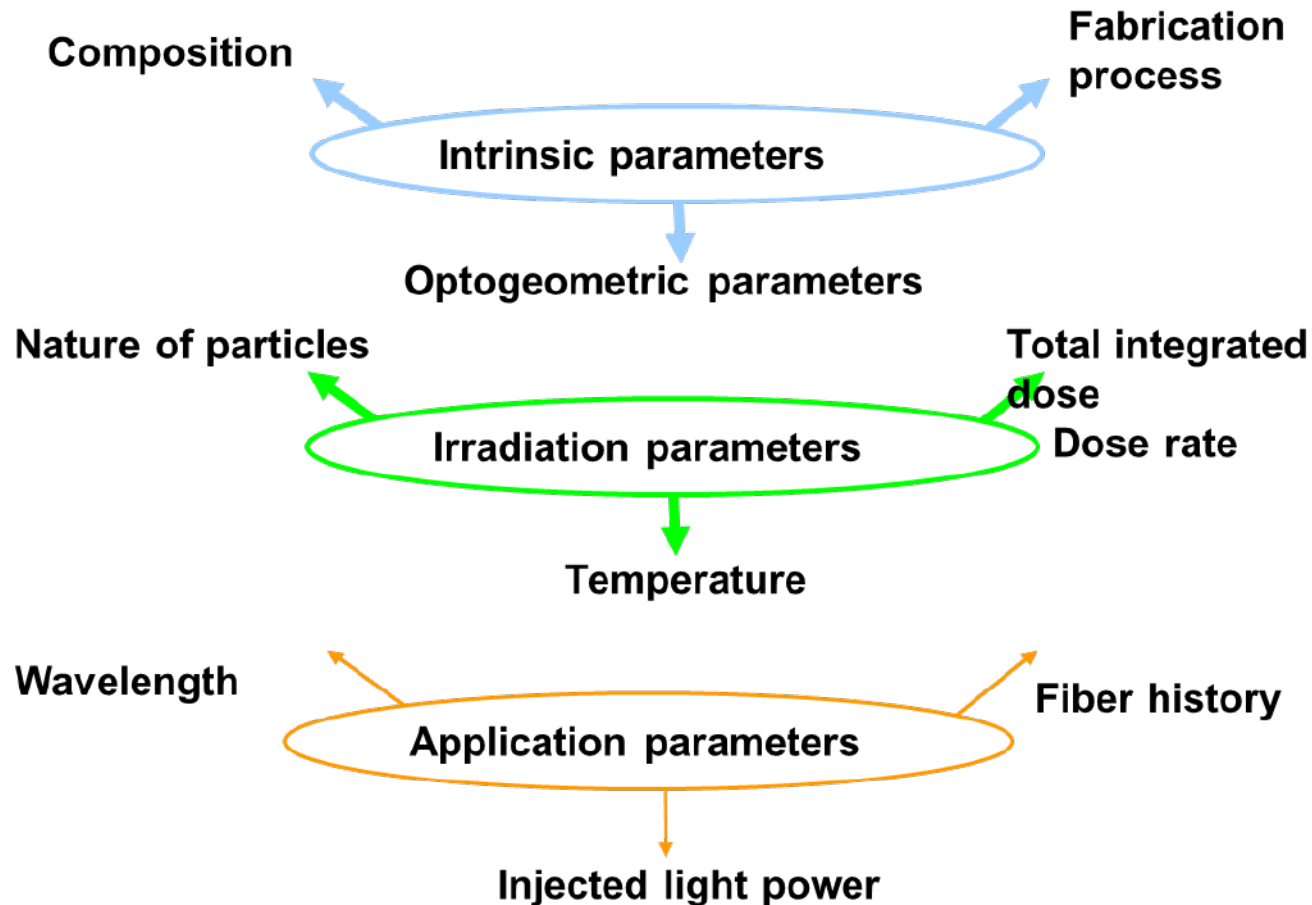 Composition
Fabrication
process
Intrinsic parameters
Optogeometric parameters
Nature of particles
Total integrated
dose
Irradiation parameters
Dose rate
Temperature
Wavelength
Fiber history
Application parameters
Injected light power